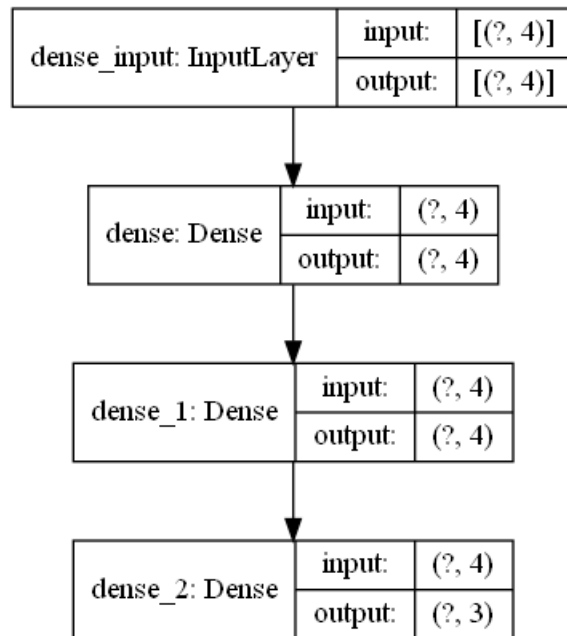 dense_input: InputLayer
input: [(?, 4)]
output: [(?, 4)]
dense: Dense
input: (?, 4)
output: (?, 4)
dense_1: Dense
input: (?, 4)
output: (?, 4)
dense_2: Dense
input: (?, 4)
output: (?, 3)